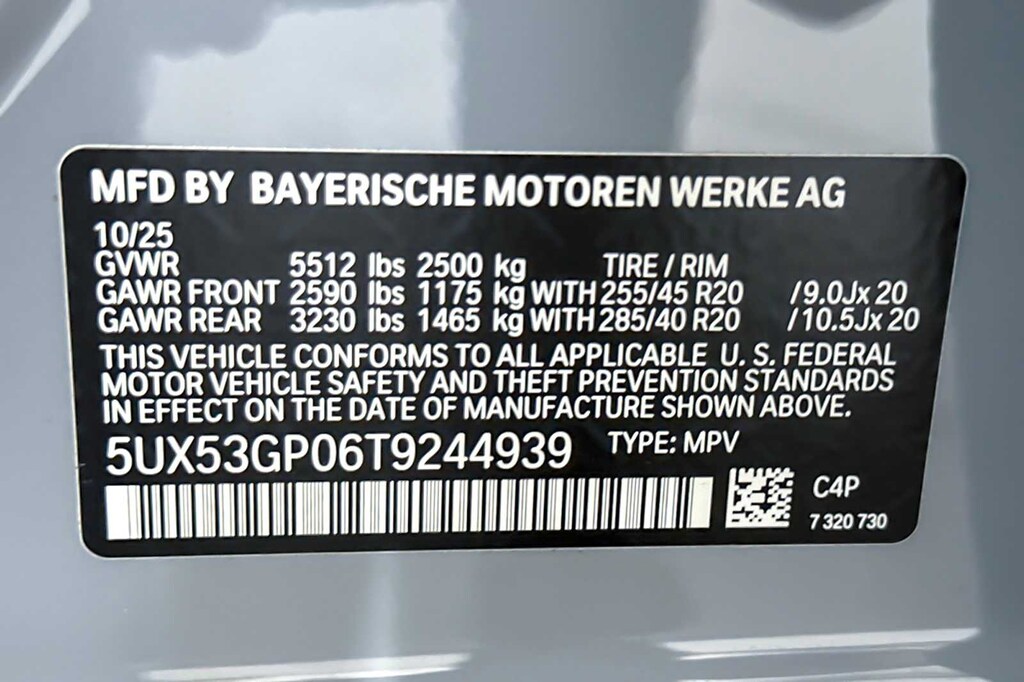 MFD BY BAYERISCHE MOTOREN WERKE AG
10/25
GVWR 5512 lbs 2500 kg TIRE / RIM
GAWR FRONT 2590 lbs 1175 kg WITH 255/45 R20 /9.0Jx 20
GAWR REAR 3230 lbs 1465 kg WITH 285/40 R20 /10.5Jx 20
THIS VEHICLE CONFORMS TO ALL APPLICABLE U. S. FEDERAL
MOTOR VEHICLE SAFETY AND THEFT PREVENTION STANDARDS
IN EFFECT ON THE DATE OF MANUFACTURE SHOWN ABOVE.
5UX53GP06T9244939 TYPE: MPV
C4P
7 320 730